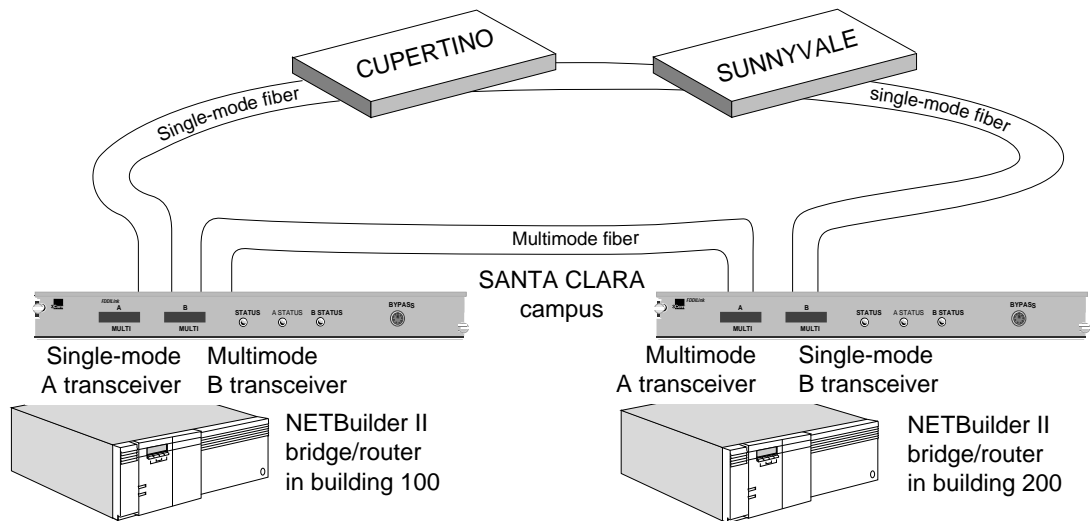 CUPERTINO
SUNNYVALE
Single-mode fiber
single-mode fiber
Multimode fiber
SANTA CLARA
campus
FDDILink
A
B
MULTI
MULTI
STATUS
A STATUS
B STATUS
BYPASS
FDDILink
A
B
MULTI
MULTI
STATUS
A STATUS
B STATUS
BYPASS
Single-mode
A transceiver
Multimode
B transceiver
Multimode
A transceiver
Single-mode
B transceiver
NETBuilder II
bridge/router
in building 100
NETBuilder II
bridge/router
in building 200